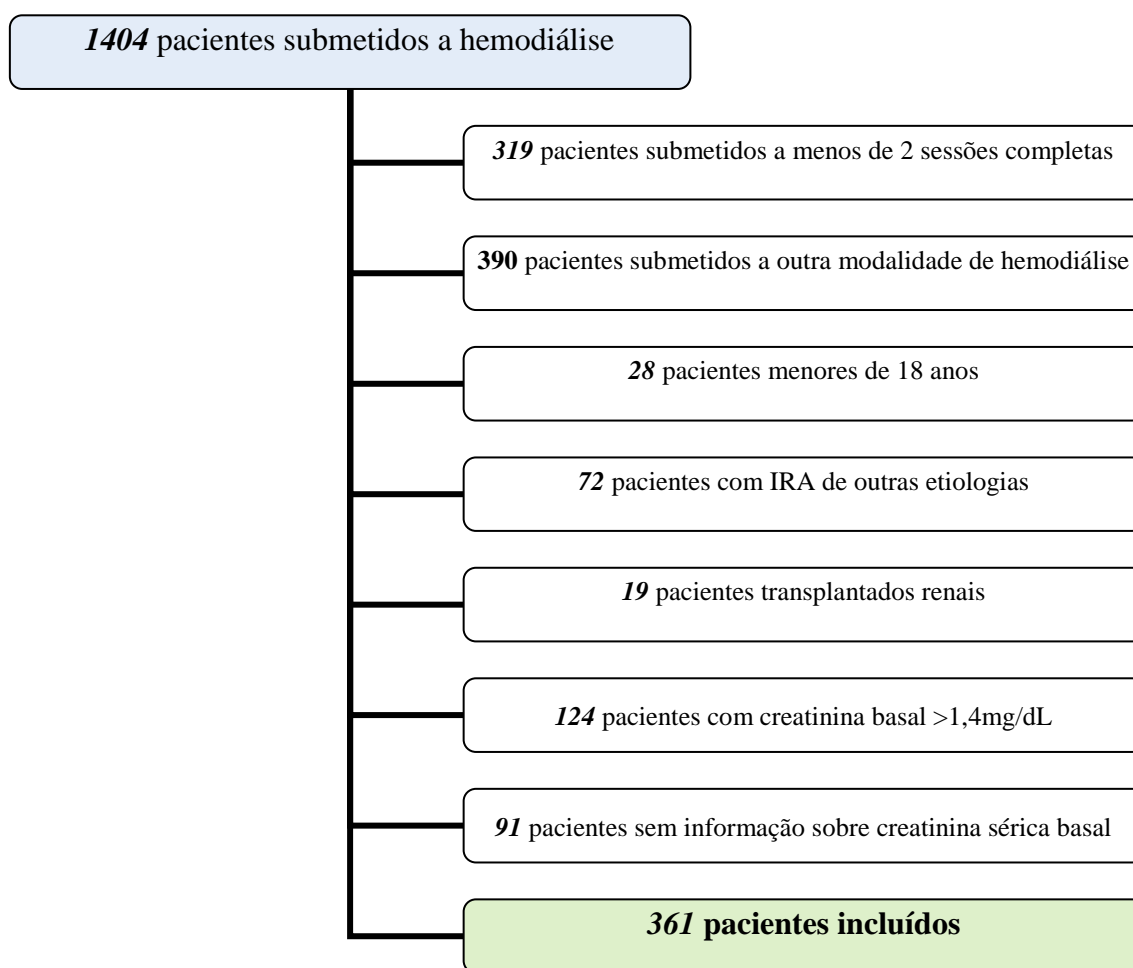 1404 pacientes submetidos a hemodiálise
319 pacientes submetidos a menos de 2 sessões completas
390 pacientes submetidos a outra modalidade de hemodiálise
28 pacientes menores de 18 anos
72 pacientes com IRA de outras etiologias
19 pacientes transplantados renais
124 pacientes com creatinina basal >1,4mg/dL
91 pacientes sem informação sobre creatinina sérica basal
361 pacientes incluídos